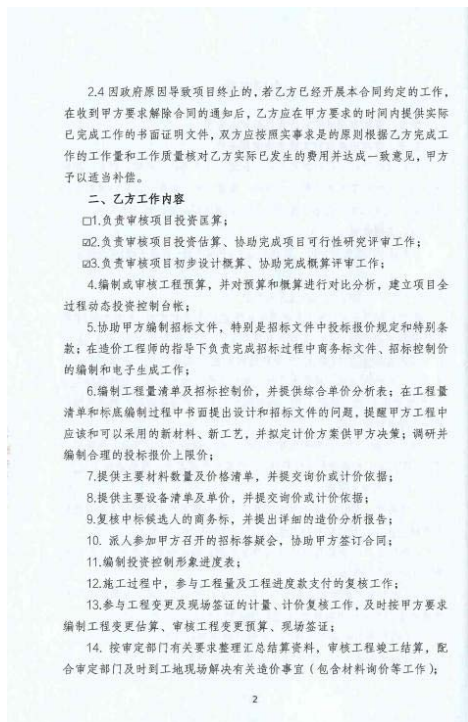 2.4 因政府原因导致项目终止的，若乙方已经开展本合同约定的工作，
在收到甲方要求解除合同的通知后，乙方应在甲方要求的时间内提供实际
已完成工作的书面证明文件，双方应按照实事求是的原则根据乙方完成工
作的工作量和工作质量核对乙方实际已发生的费用并达成一致意见，甲方
予以适当补偿。
二、乙方工作内容
□1.负责审核项目投资匡算；
☑2.负责审核项目投资估算、协助完成项目可行性研究评审工作；
☑3.负责审核项目初步设计概算、协助完成概算评审工作；
4.编制或审核工程预算，并对预算和概算进行对比分析，建立项目全
过程动态投资控制台帐；
5.协助甲方编制招标文件，特别是招标文件中投标报价规定和特别条
款；在造价工程师的指导下负责完成招标过程中商务标文件、招标控制价
的编制和电子生成工作；
6.编制工程量清单及招标控制价，并提供综合单价分析表；在工程量
清单和标底编制过程中书面提出设计和招标文件的问题，提醒甲方工程中
应该和可以采用的新材料、新工艺，并拟定计价方案供甲方决策；调研并
编制合理的投标报价上限价；
7.提供主要材料数量及价格清单，并提交询价或计价依据；
8.提供主要设备清单及单价，并提交询价或计价依据；
9.复核中标候选人的商务标，并提出详细的造价分析报告；
10. 派人参加甲方召开的招标答疑会，协助甲方签订合同；
11.编制投资控制形象进度表；
12.施工过程中，参与工程量及工程进度款支付的复核工作；
13.参与工程变更及现场签证的计量、计价复核工作，及时按甲方要求
编制工程变更估算、审核工程变更预算、现场签证；
14. 按审定部门有关要求整理汇总结算资料，审核工程竣工结算，配
合审定部门及时到工地现场解决有关造价事宜（包含材料询价等工作）；
2